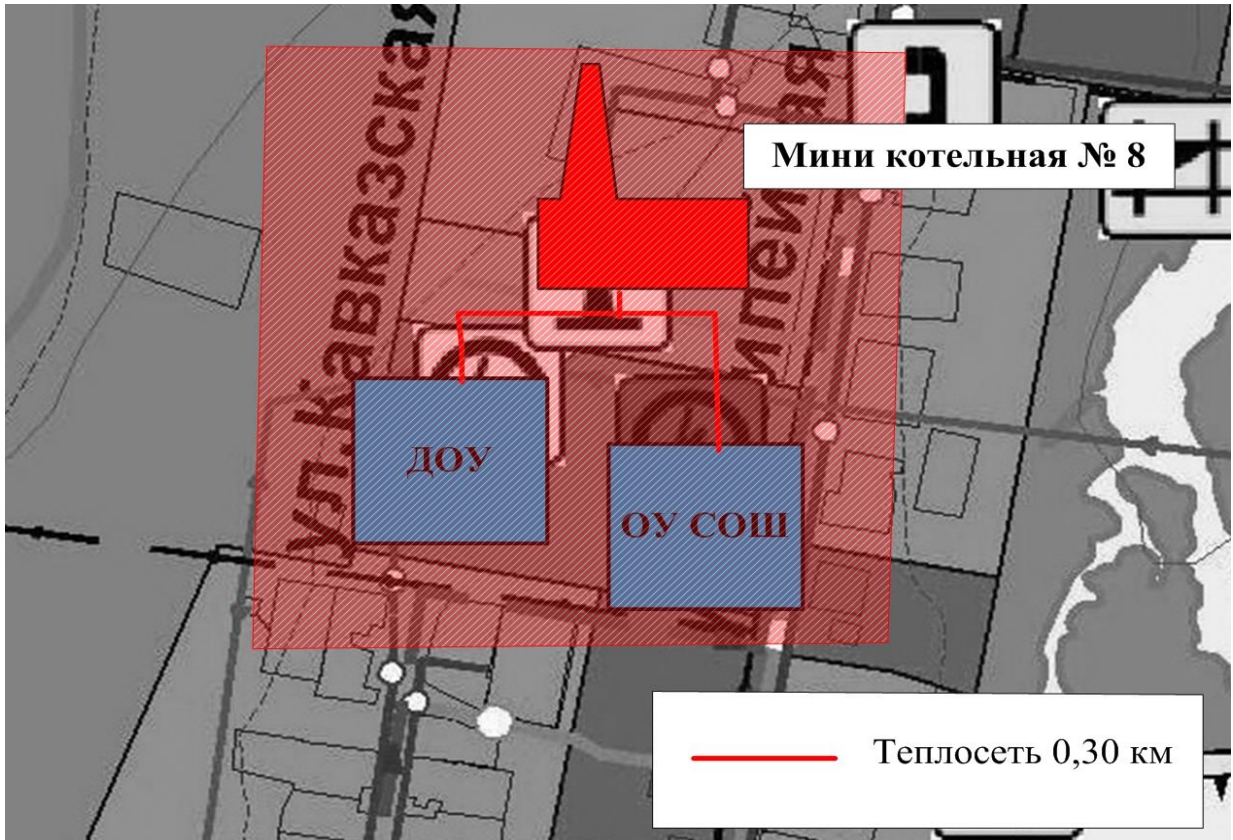 ул.Кавказская
Мини котельная № 8
ДОУ
ОУ СОШ
Теплосеть 0,30 км